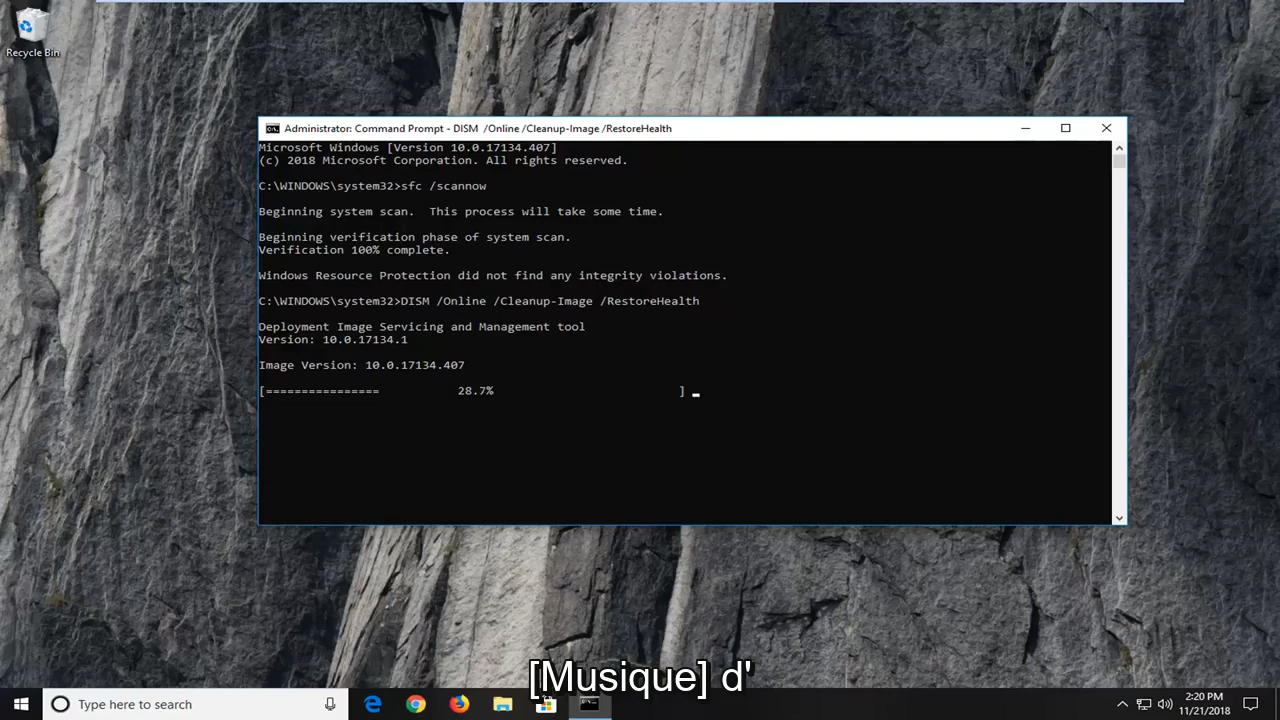 Recycle Bin
Administrator: Command Prompt - DISM /Online /Cleanup-Image /RestoreHealth
Microsoft Windows [Version 10.0.17134.407]
(c) 2018 Microsoft Corporation. All rights reserved.
C:\WINDOWS\system32>sfc /scannow
Beginning system scan.  This process will take some time.
Beginning verification phase of system scan.
Verification 100% complete.
Windows Resource Protection did not find any integrity violations.
C:\WINDOWS\system32>DISM /Online /Cleanup-Image /RestoreHealth
Deployment Image Servicing and Management tool
Version: 10.0.17134.1
Image Version: 10.0.17134.407
[================           28.7%                          ]
[Musique] d'
Type here to search
2:20 PM
11/21/2018